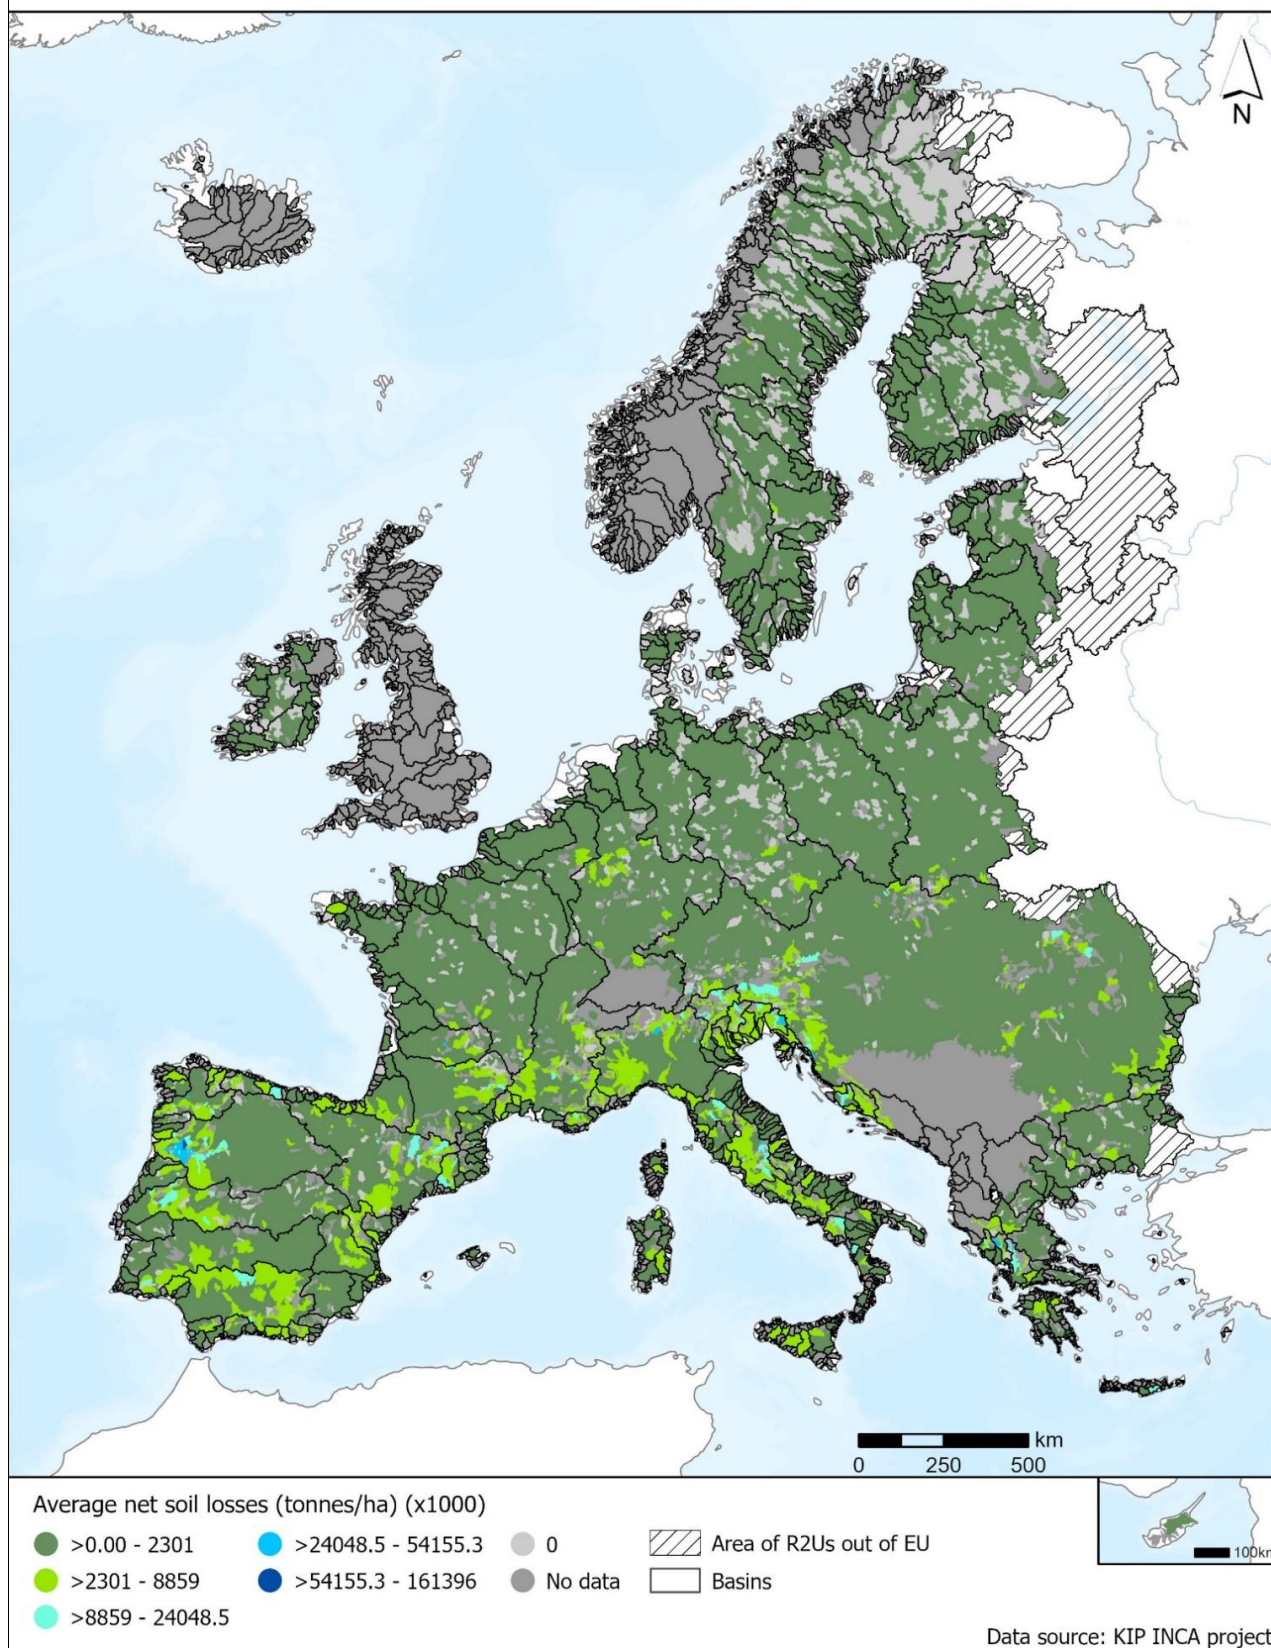 N
km
0 250 500
Average net soil losses (tonnes/ha) (x1000)
>0.00 - 2301
>24048.5 - 54155.3
0
Area of R2Us out of EU
>2301 - 8859
>54155.3 - 161396
No data
Basins
>8859 - 24048.5
100km
Data source: KIP INCA project